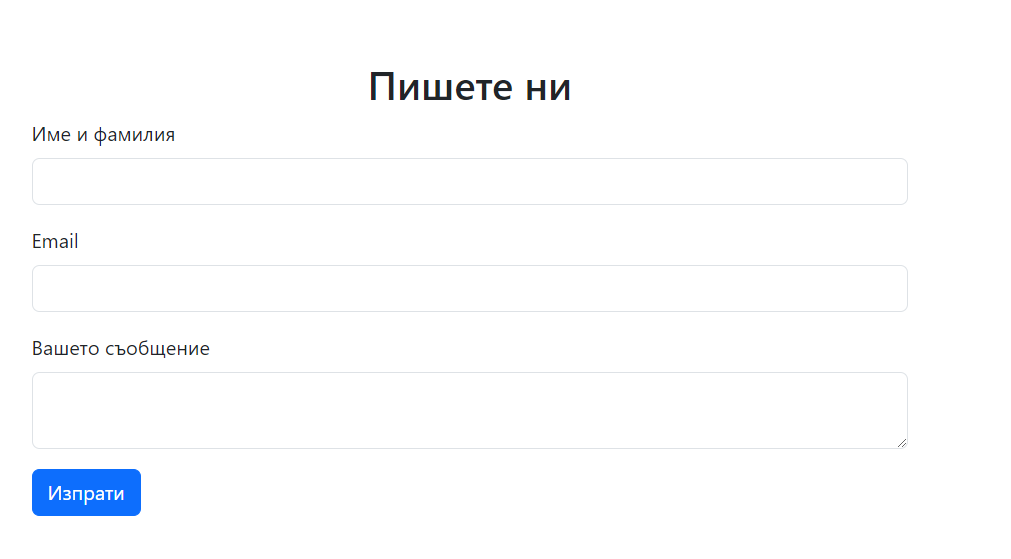 Пишете ни
Име и фамилия
Email
Вашето съобщение
Изпрати